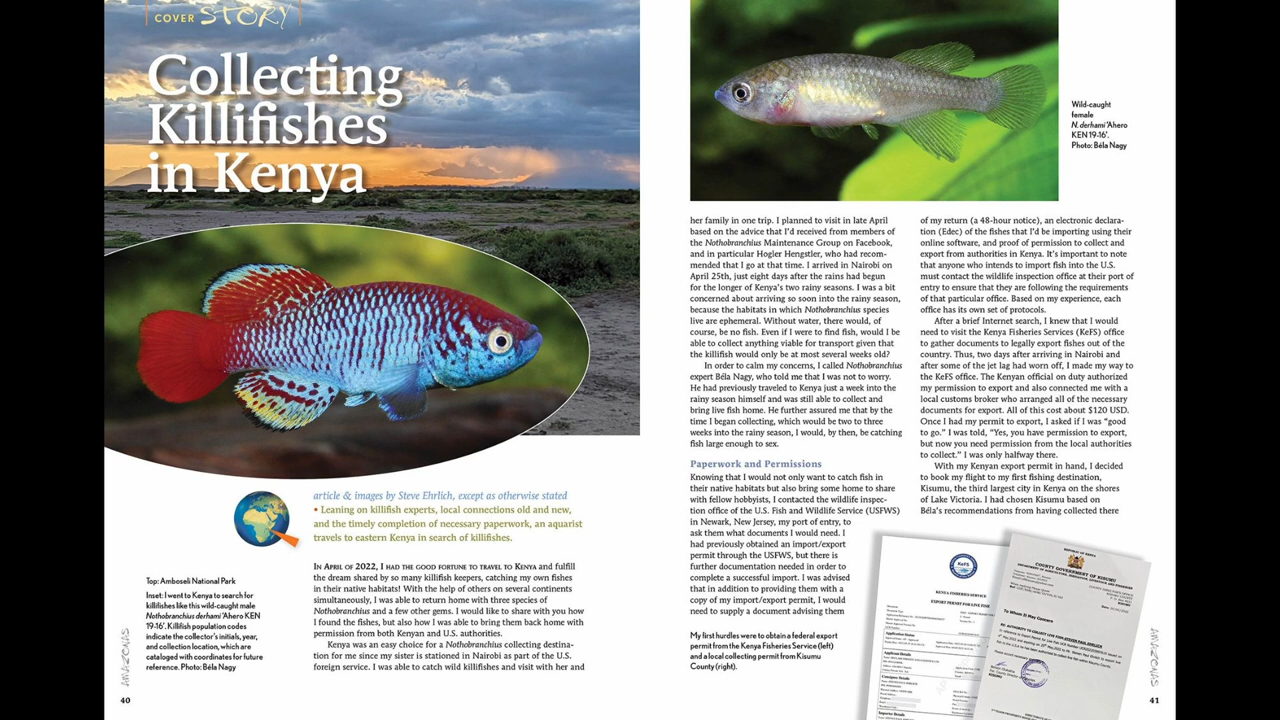 COVER STORY
Collecting
Killifishes
in Kenya
article & images by Steve Ehrlich, except as otherwise stated
• Leaning on killifish experts, local connections old and new,
and the timely completion of necessary paperwork, an aquarist
travels to eastern Kenya in search of killifishes.
Top: Amboseli National Park
Inset: I went to Kenya to search for
killifishes like this wild-caught male
Nothobranchius derhami 'Ahero KEN
19-16'. Killifish population codes
indicate the collector's initials, year,
and collection location, which are
cataloged with coordinates for future
reference. Photo: Béla Nagy
In April of 2022, I had the good fortune to travel to Kenya and fulfill
the dream shared by so many killifish keepers, catching my own fishes
in their native habitats! With the help of others on several continents
simultaneously, I was able to return home with three species of
Nothobranchius and a few other gems. I would like to share with you how
I found the fishes, but also how I was able to bring them back home with
permission from both Kenyan and U.S. authorities.
Kenya was an easy choice for a Nothobranchius collecting destina-
tion for me since my sister is stationed in Nairobi as part of the U.S.
foreign service. I was able to catch wild killifishes and visit with her and
AMAZONAS
40
Wild-caught
female
N. derhami 'Ahero
KEN 19-16'.
Photo: Béla Nagy
her family in one trip. I planned to visit in late April
based on the advice that I'd received from members of
the Nothobranchius Maintenance Group on Facebook,
and in particular Hogler Hengstler, who had recom-
mended that I go at that time. I arrived in Nairobi on
April 25th, just eight days after the rains had begun
for the longer of Kenya's two rainy seasons. I was a bit
concerned about arriving so soon into the rainy season,
because the habitats in which Nothobranchius species
live are ephemeral. Without water, there would, of
course, be no fish. Even if I were to find fish, would I be
able to collect anything viable for transport given that
the killifish would only be at most several weeks old?
In order to calm my concerns, I called Nothobranchius
expert Béla Nagy, who told me that I was not to worry.
He had previously traveled to Kenya just a week into the
rainy season himself and was still able to collect and
bring live fish home. He further assured me that by the
time I began collecting, which would be two to three
weeks into the rainy season, I would, by then, be catching
fish large enough to sex.
Paperwork and Permissions
Knowing that I would not only want to catch fish in
their native habitats but also bring some home to share
with fellow hobbyists, I contacted the wildlife inspec-
tion office of the U.S. Fish and Wildlife Service (USFWS)
in Newark, New Jersey, my port of entry, to
ask them what documents I would need. I
had previously obtained an import/export
permit through the USFWS, but there is
further documentation needed in order to
complete a successful import. I was advised
that in addition to providing them with a
copy of my import/export permit, I would
need to supply a document advising them
My first hurdles were to obtain a federal export
permit from the Kenya Fisheries Service (left)
and a local collecting permit from Kisumu
County (right).
of my return (a 48-hour notice), an electronic declara-
tion (Edec) of the fishes that I'd be importing using their
online software, and proof of permission to collect and
export from authorities in Kenya. It's important to note
that anyone who intends to import fish into the U.S.
must contact the wildlife inspection office at their port of
entry to ensure that they are following the requirements
of that particular office. Based on my experience, each
office has its own set of protocols.
After a brief Internet search, I knew that I would
need to visit the Kenya Fisheries Services (KeFS) office
to gather documents to legally export fishes out of the
country. Thus, two days after arriving in Nairobi and
after some of the jet lag had worn off, I made my way to
the KeFS office. The Kenyan official on duty authorized
my permission to export and also connected me with a
local customs broker who arranged all of the necessary
documents for export. All of this cost about $120 USD.
Once I had my permit to export, I asked if I was "good
to go." I was told, "Yes, you have permission to export,
but now you need permission from the local authorities
to collect." I was only halfway there.
With my Kenyan export permit in hand, I decided
to book my flight to my first fishing destination,
Kisumu, the third largest city in Kenya on the shores
of Lake Victoria. I had chosen Kisumu based on
Béla's recommendations from having collected there
KeFS
KENYA FISHERIES SERVICE
EXPORT PERMIT FOR LIVE FISH
REPUBLIC OF KENYA
COUNTY GOVERNMENT OF KISUMU
To Whom It May Concern
AMAZONAS
41